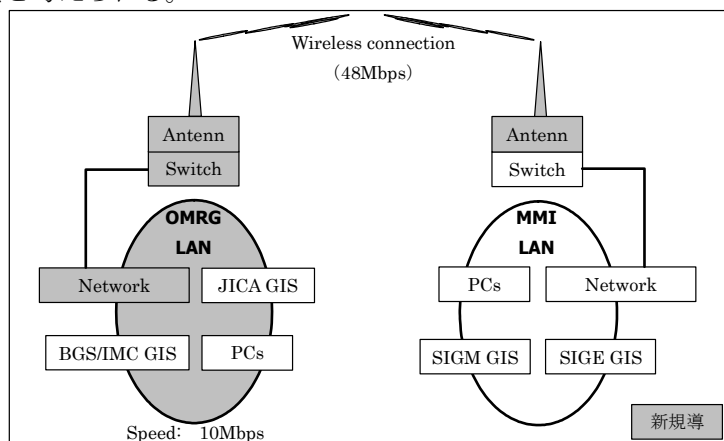 Wireless connection
（48Mbps）
Antenn
Switch
OMRG
LAN
Network
JICA GIS
BGS/IMC GIS
PCs
Speed: 10Mbps
Antenn
Switch
MMI
LAN
PCs
Network
SIGM GIS
SIGE GIS
新規導